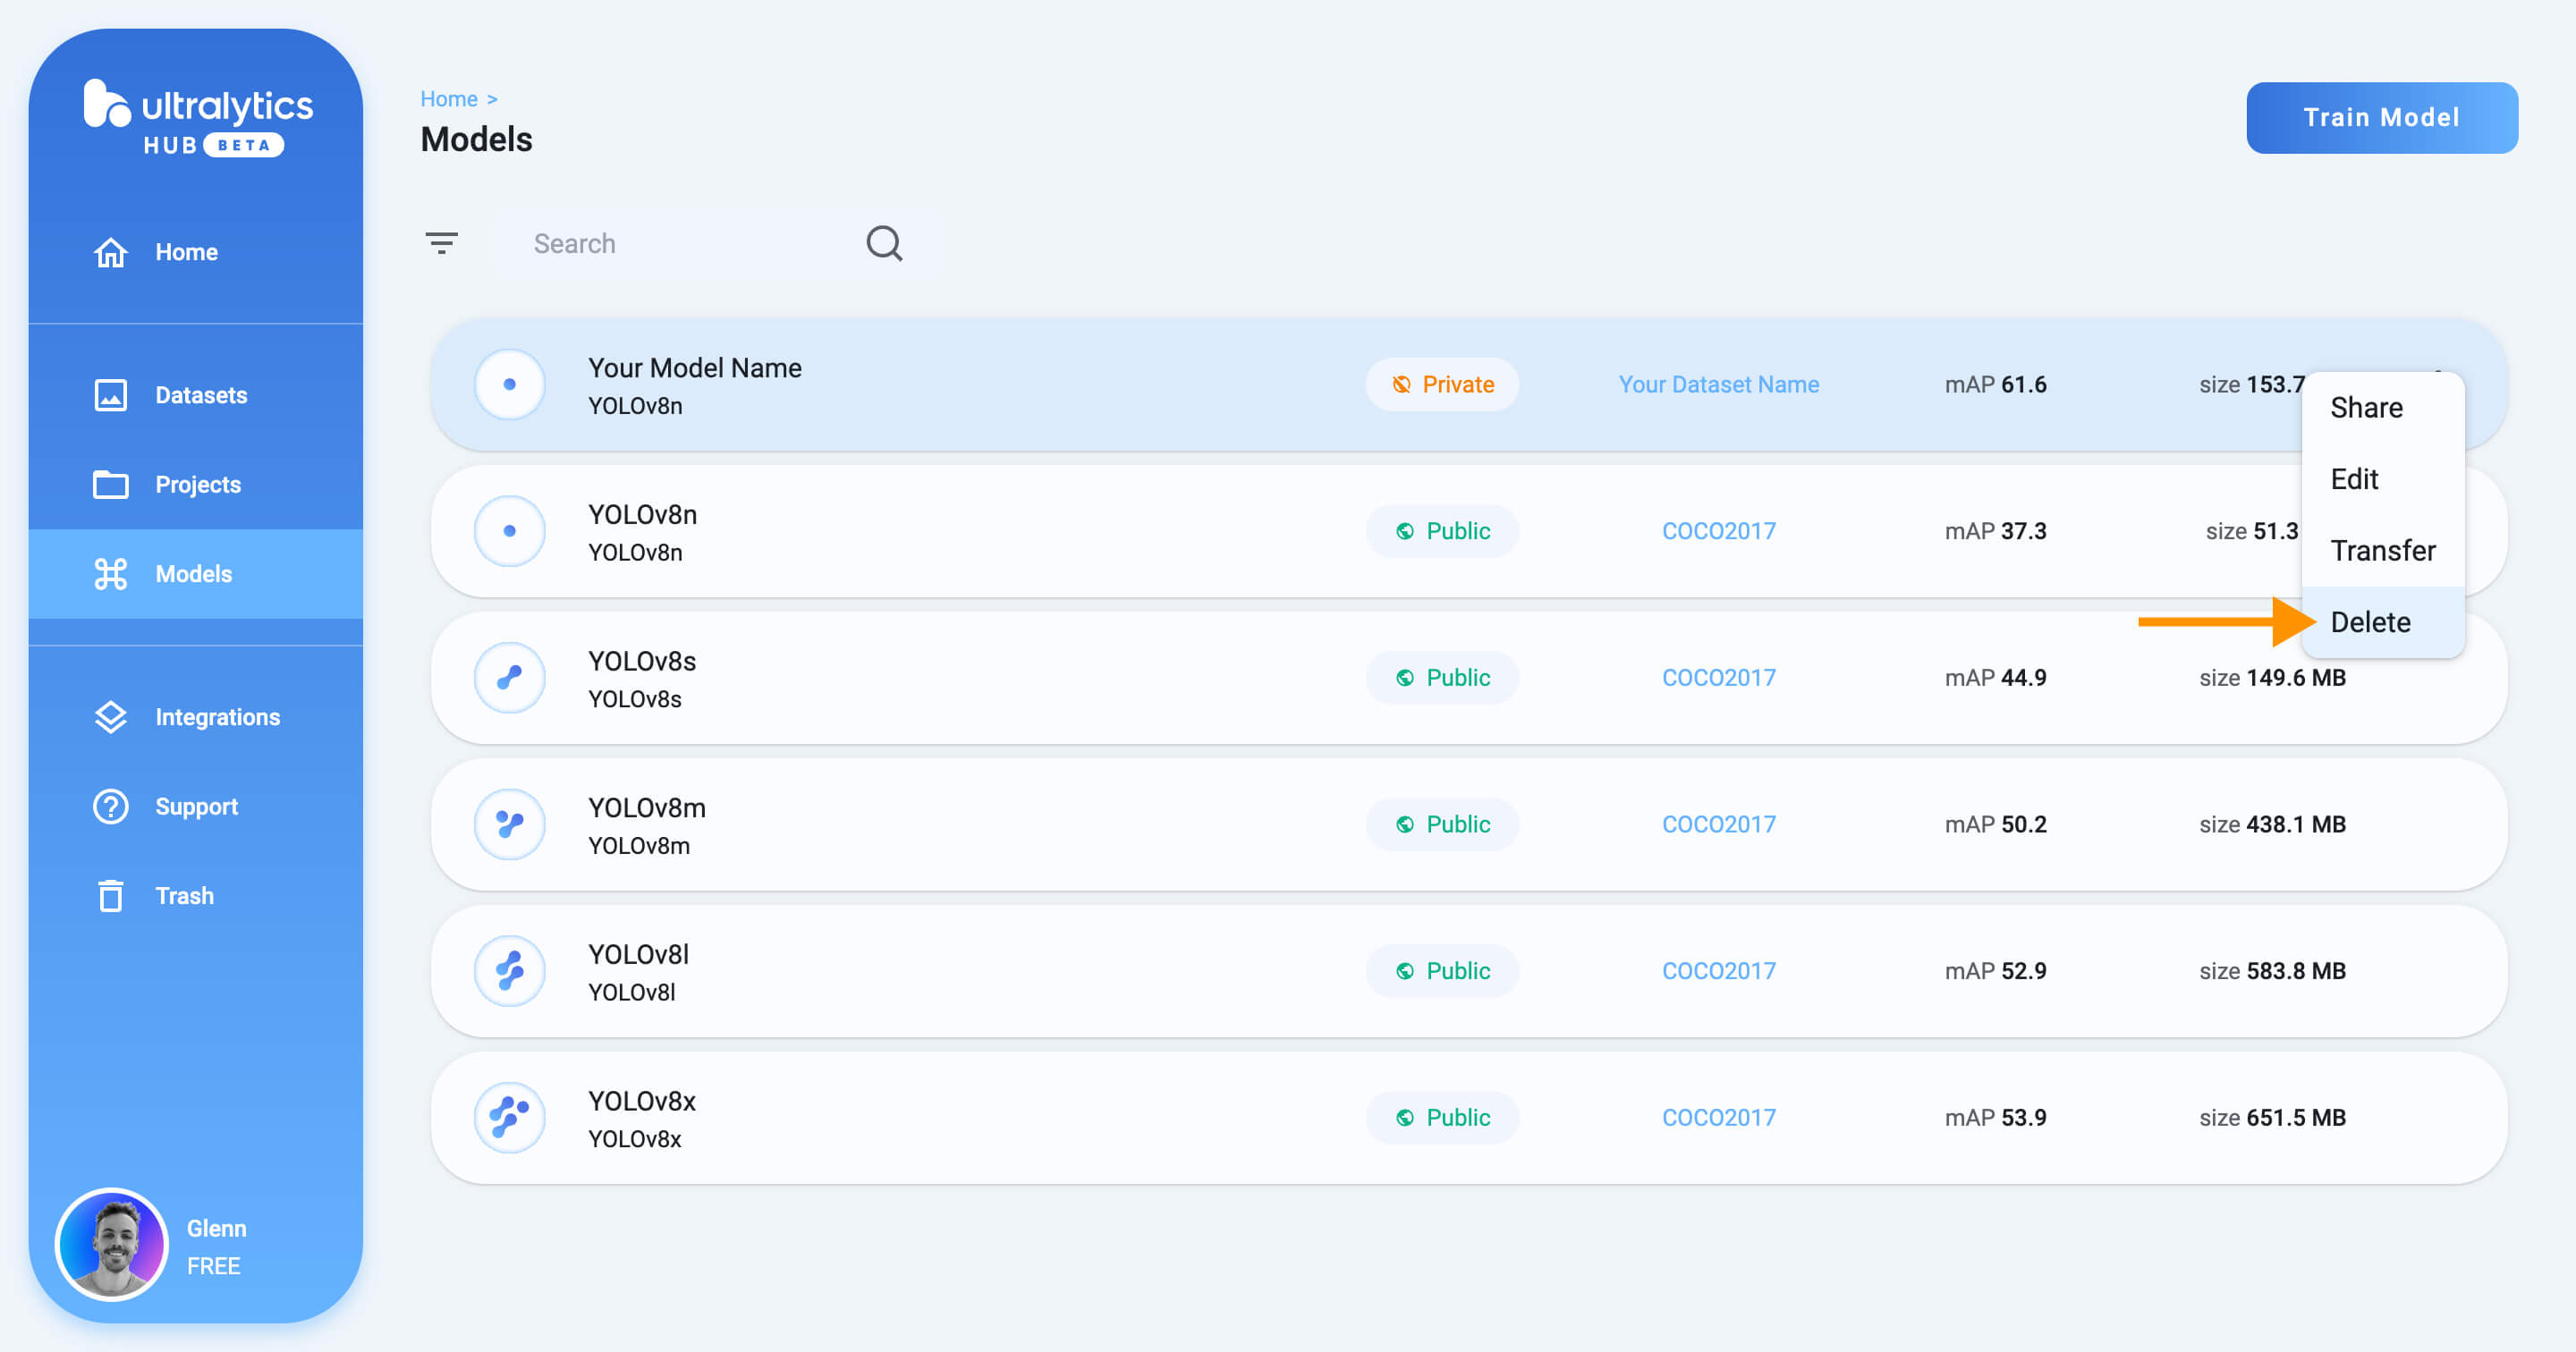 ultralytics
HUB BETA
Home
Datasets
Projects
Models
Integrations
Support
Trash
Glenn
FREE
Home >
Models
Train Model
Search
Your Model Name
YOLOv8n
Private
Your Dataset Name
mAP 61.6
size 153.7
YOLOv8n
YOLOv8n
Public
COCO2017
mAP 37.3
size 51.3
YOLOv8s
YOLOv8s
Public
COCO2017
mAP 44.9
size 149.6 MB
YOLOv8m
YOLOv8m
Public
COCO2017
mAP 50.2
size 438.1 MB
YOLOv8l
YOLOv8l
Public
COCO2017
mAP 52.9
size 583.8 MB
YOLOv8x
YOLOv8x
Public
COCO2017
mAP 53.9
size 651.5 MB
Share
Edit
Transfer
Delete